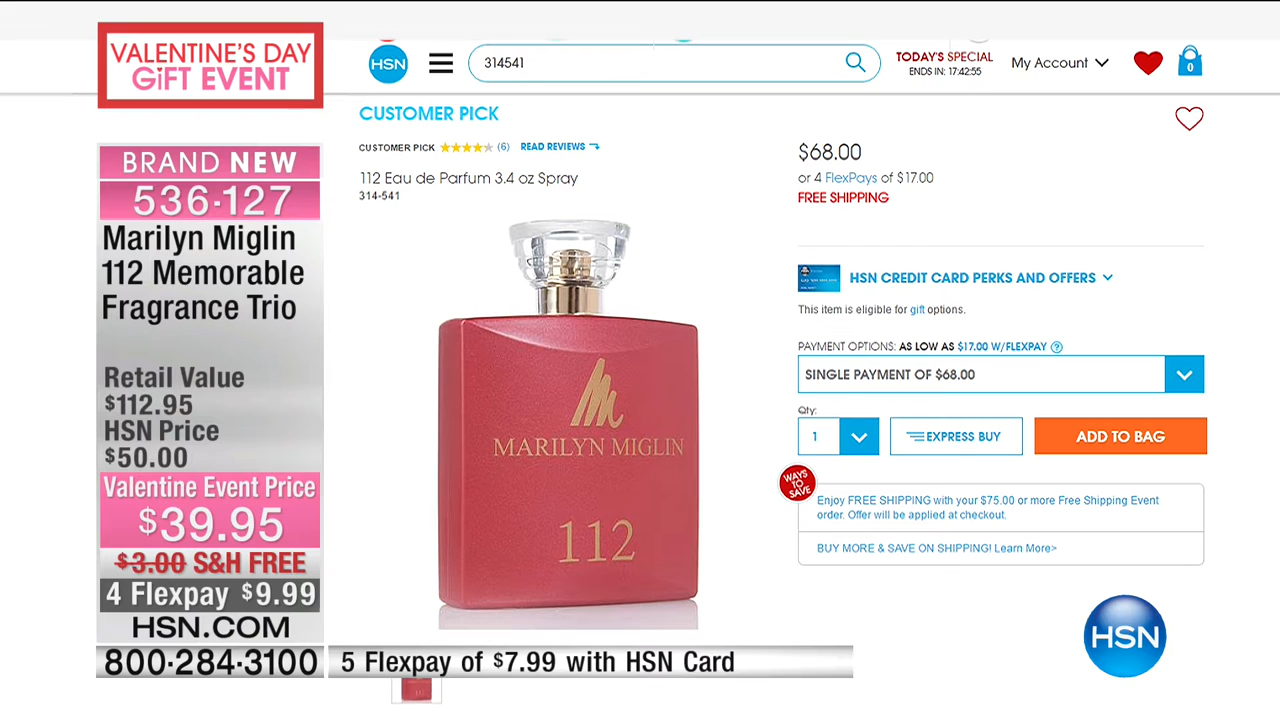 VALENTINE'S DAY
GiFT EVENT
BRAND NEW
536•127
Marilyn Miglin
112 Memorable
Fragrance Trio
Retail Value
$112.95
HSN Price
$50.00
Valentine Event Price
$39.95
$3.00 S&H FREE
4 Flexpay $9.99
HSN.COM
800•284•3100
5 Flexpay of $7.99 with HSN Card
HSN
314541
TODAY'S SPECIAL
ENDS IN: 17:42:55
My Account
0
CUSTOMER PICK
CUSTOMER PICK (6) READ REVIEWS
112 Eau de Parfum 3.4 oz Spray
314-541
MARILYN MIGLIN
112
$68.00
or 4 FlexPays of $17.00
FREE SHIPPING
HSN CREDIT CARD PERKS AND OFFERS
This item is eligible for gift options.
PAYMENT OPTIONS: AS LOW AS $17.00 W/FLEXPAY ?
SINGLE PAYMENT OF $68.00
Qty:
1
EXPRESS BUY
ADD TO BAG
WAYS
TO
SAVE
Enjoy FREE SHIPPING with your $75.00 or more Free Shipping Event
order. Offer will be applied at checkout.
BUY MORE & SAVE ON SHIPPING! Learn More>
HSN